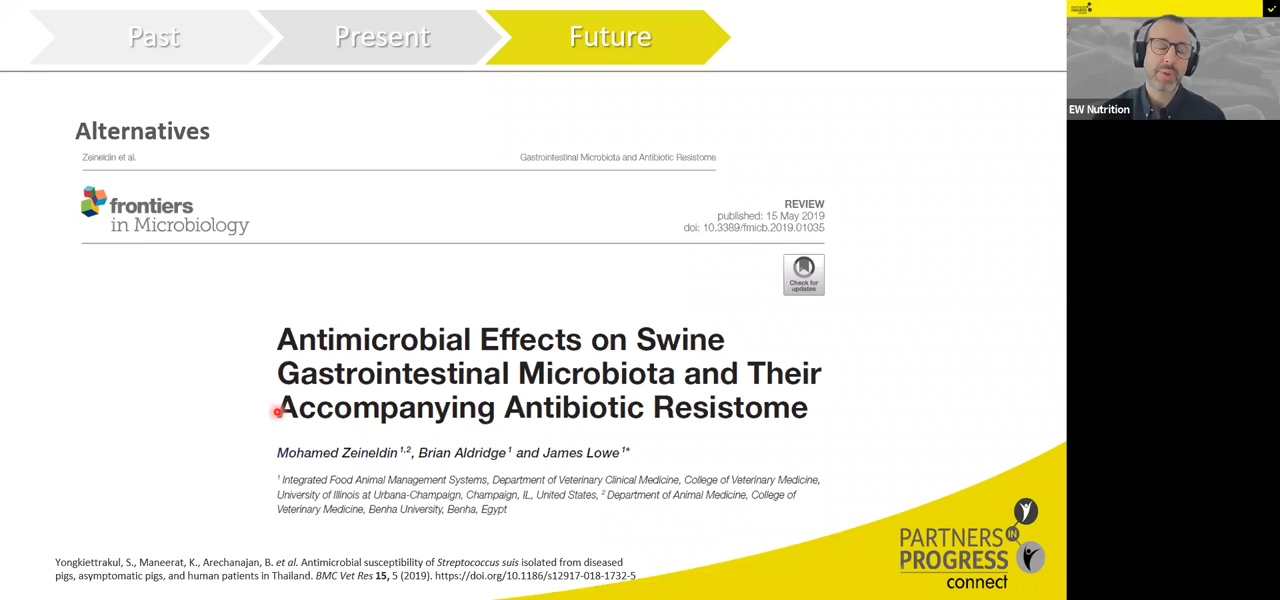 Past Present Future
Alternatives
Zeineldin et al. Gastrointestinal Microbiota and Antibiotic Resistome
frontiers
in Microbiology
REVIEW
published: 15 May 2019
doi: 10.3389/fmicb.2019.01035
Check for
updates
Antimicrobial Effects on Swine
Gastrointestinal Microbiota and Their
Accompanying Antibiotic Resistome
Mohamed Zeineldin 1,2, Brian Aldridge 1 and James Lowe 1*
1 Integrated Food Animal Management Systems, Department of Veterinary Clinical Medicine, College of Veterinary Medicine,
University of Illinois at Urbana-Champaign, Champaign, IL, United States, 2 Department of Animal Medicine, College of
Veterinary Medicine, Benha University, Benha, Egypt
Yongkiettrakul, S., Maneerat, K., Arechanajan, B. et al. Antimicrobial susceptibility of Streptococcus suis isolated from diseased
pigs, asymptomatic pigs, and human patients in Thailand. BMC Vet Res 15, 5 (2019). https://doi.org/10.1186/s12917-018-1732-5
PARTNERS IN
PROGRESS
connect
EW Nutrition